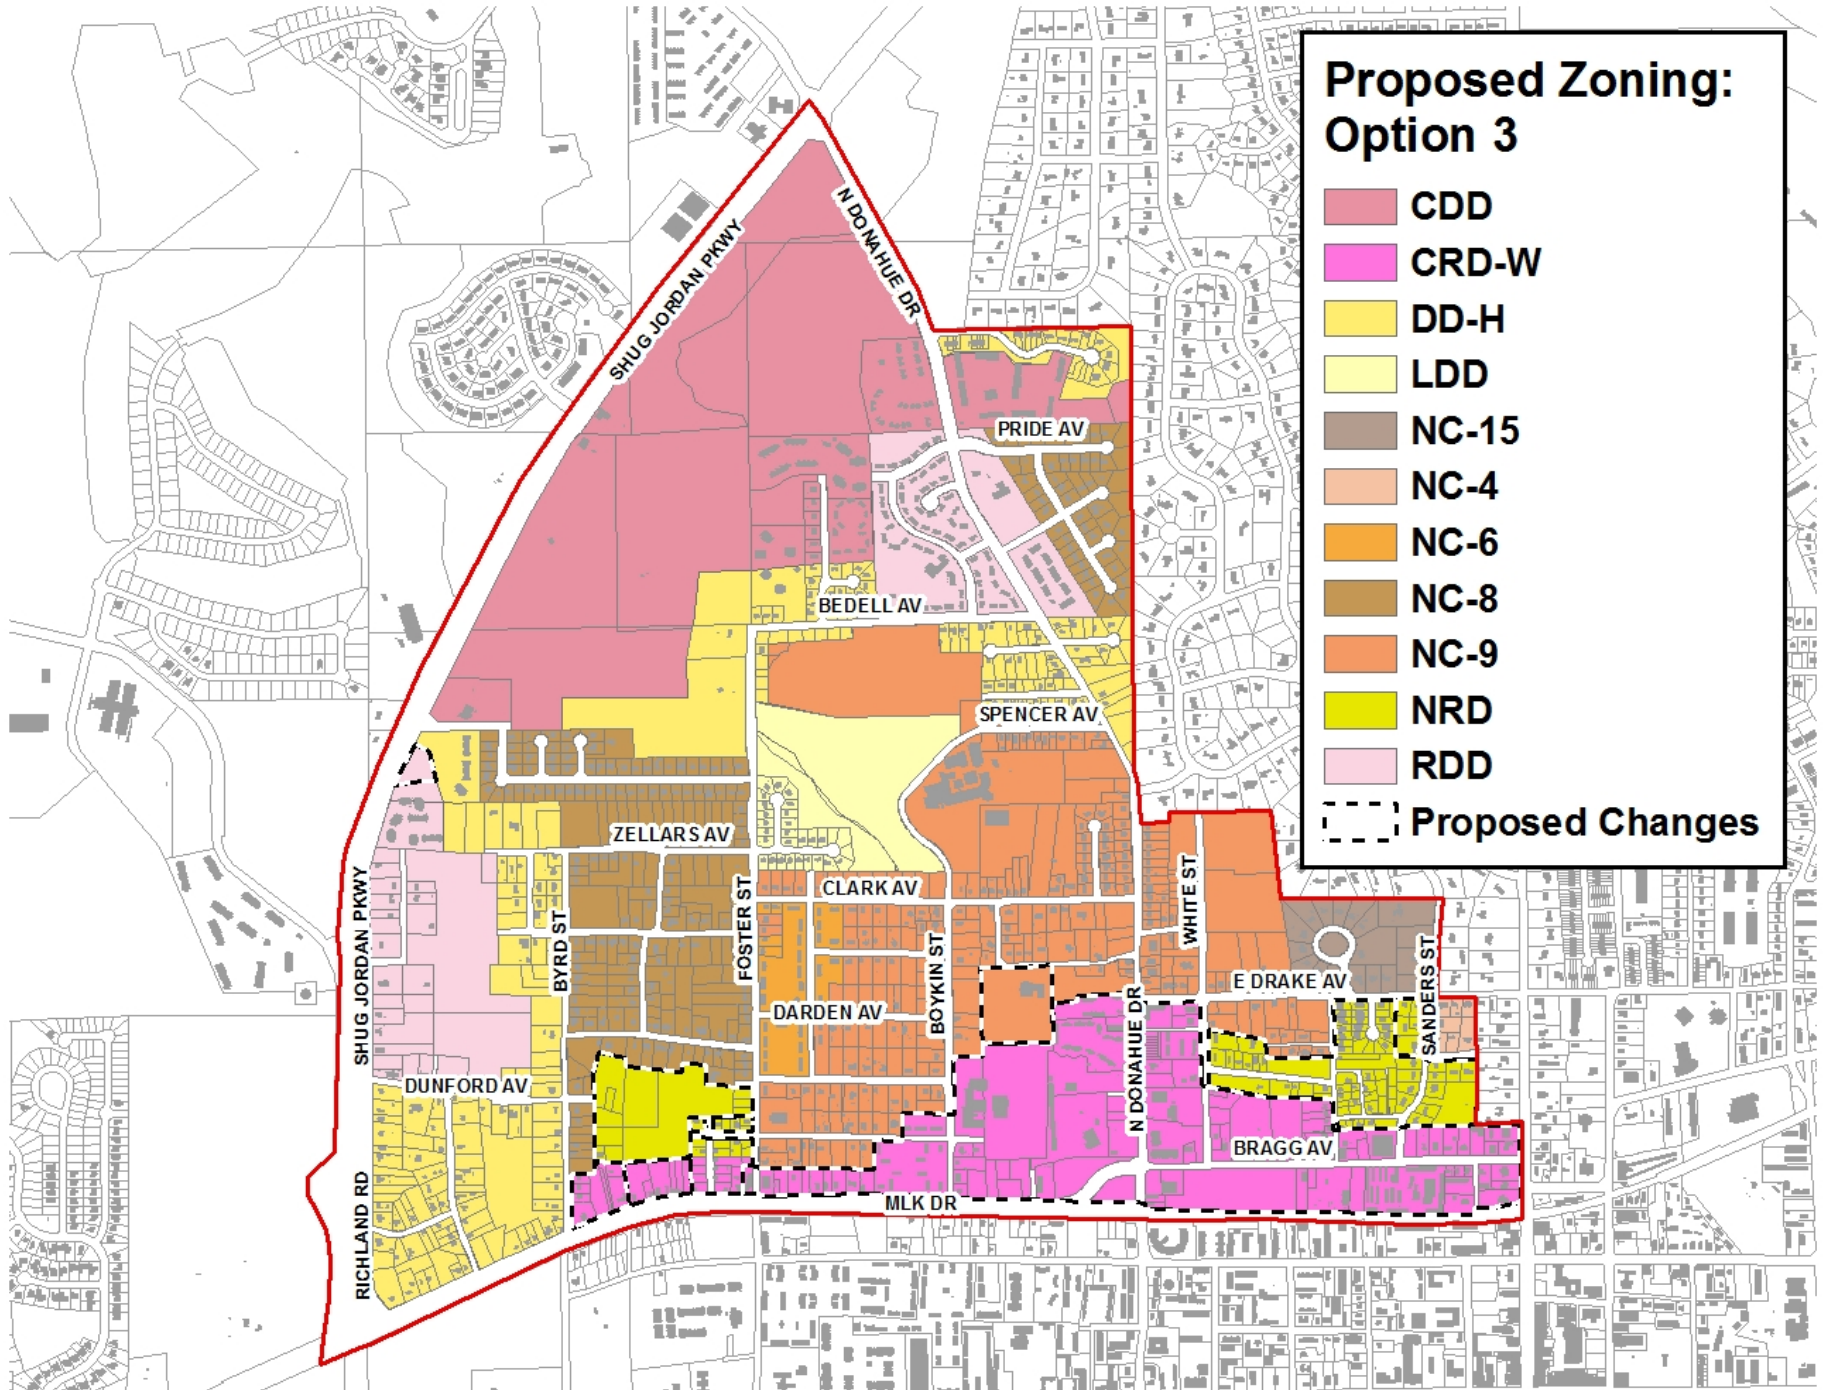 Proposed Zoning:
Option 3
CDD
CRD-W
DD-H
LDD
NC-15
NC-4
NC-6
NC-8
NC-9
NRD
RDD
Proposed Changes
N DONAHUE DR
SHUG JORDAN PKWY
PRIDE AV
BEDELL AV
SPENCER AV
ZELLARS AV
CLARK AV
WHITE ST
SHUG JORDAN PKWY
BYRD ST
FOSTER ST
BOYKIN ST
E DRAKE AV
SANDERS ST
DARDEN AV
N DONAHUE DR
DUNFORD AV
BRAGG AV
RICHLAND RD
MLK DR